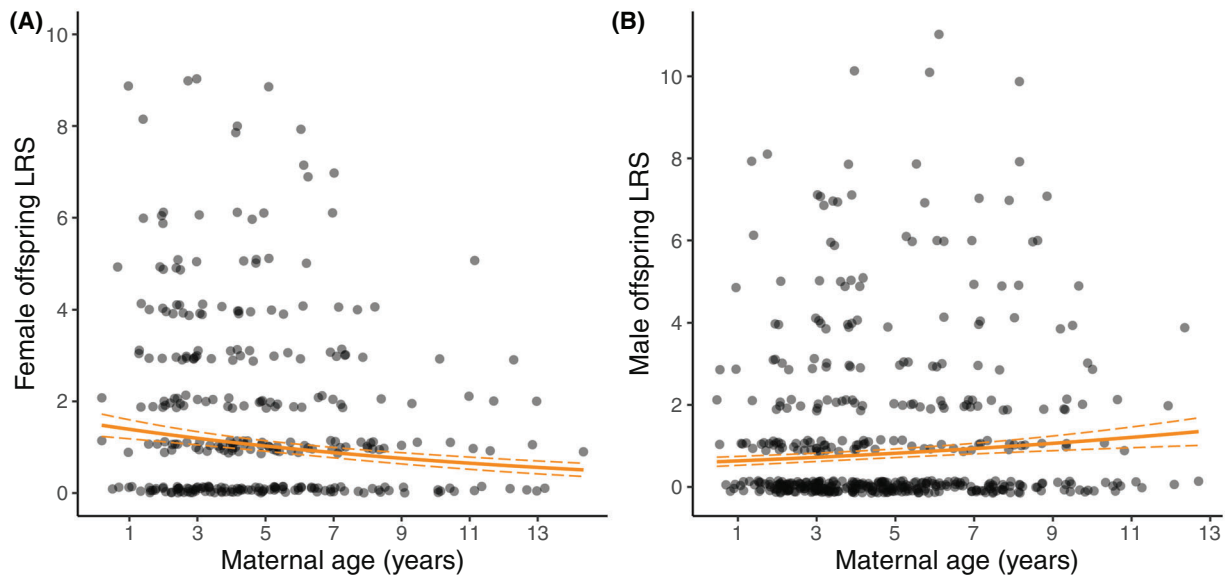 (A)
10
8
6
4
2
0
Female offspring LRS
1 3 5 7 9 11 13
Maternal age (years)
(B)
10
8
6
4
2
0
Male offspring LRS
1 3 5 7 9 11 13
Maternal age (years)